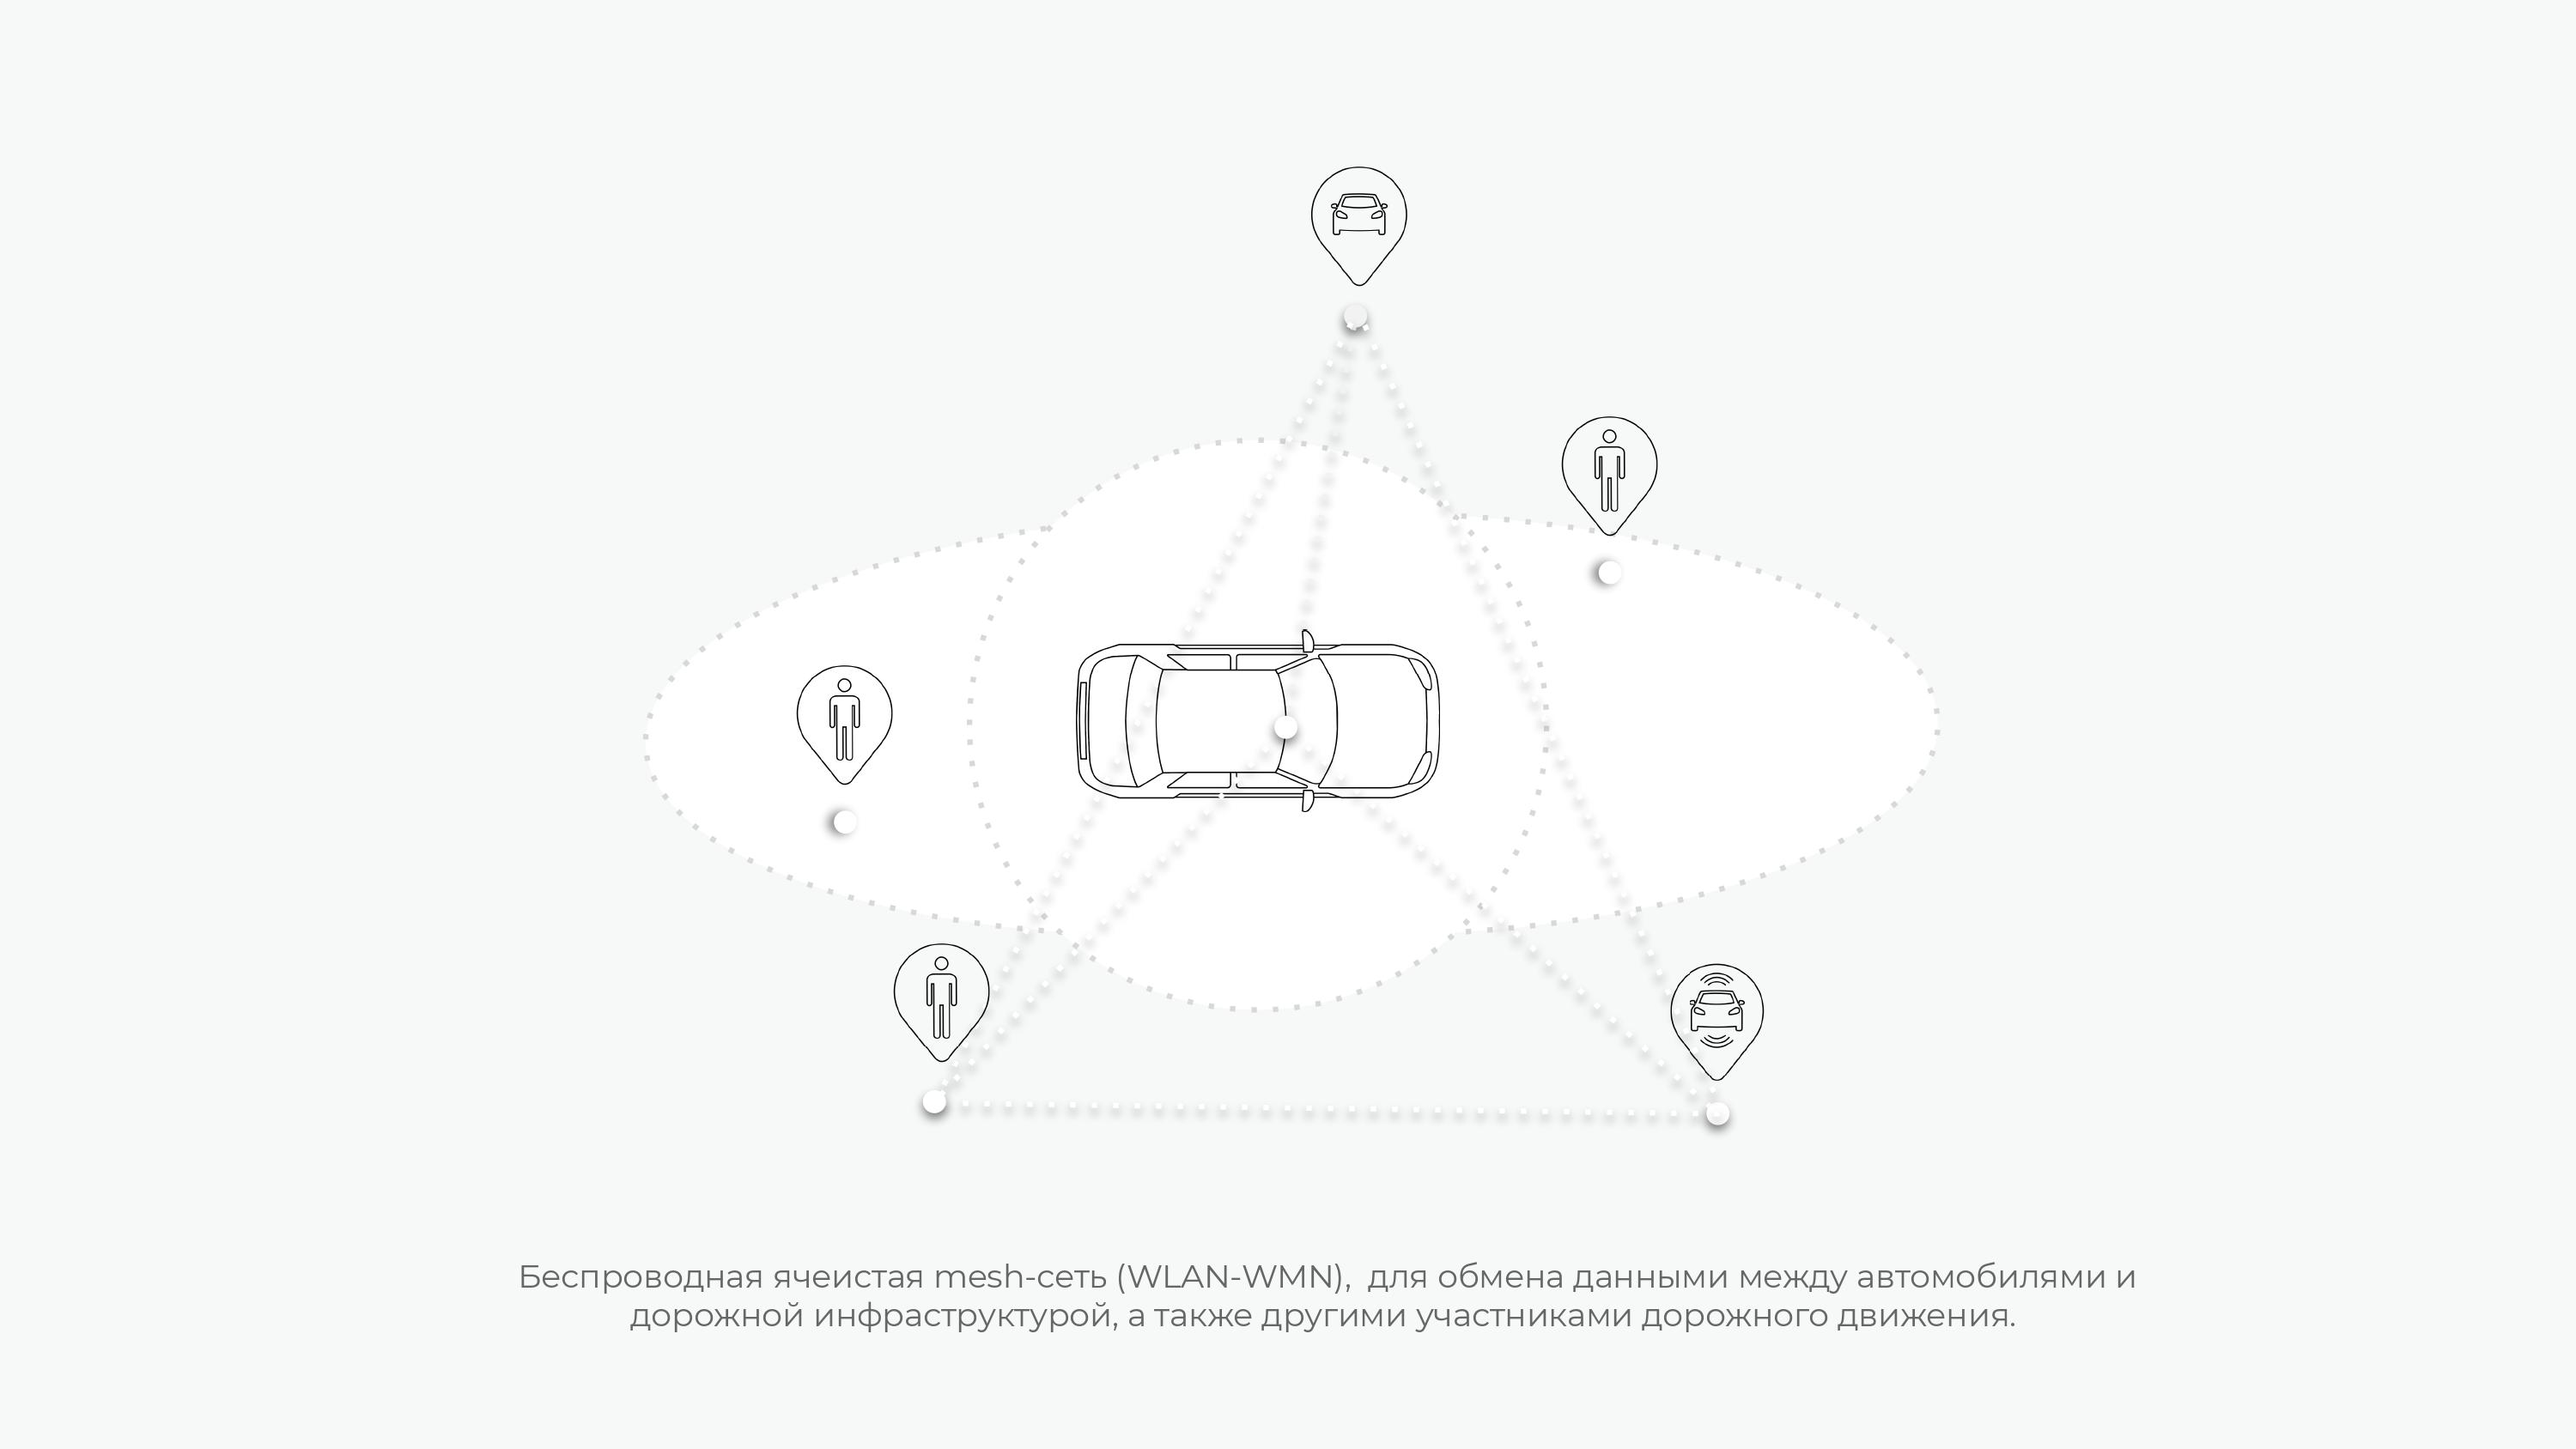 Беспроводная ячеистая mesh-сеть (WLAN-WMN),  для обмена данными между автомобилями и
дорожной инфраструктурой, а также другими участниками дорожного движения.